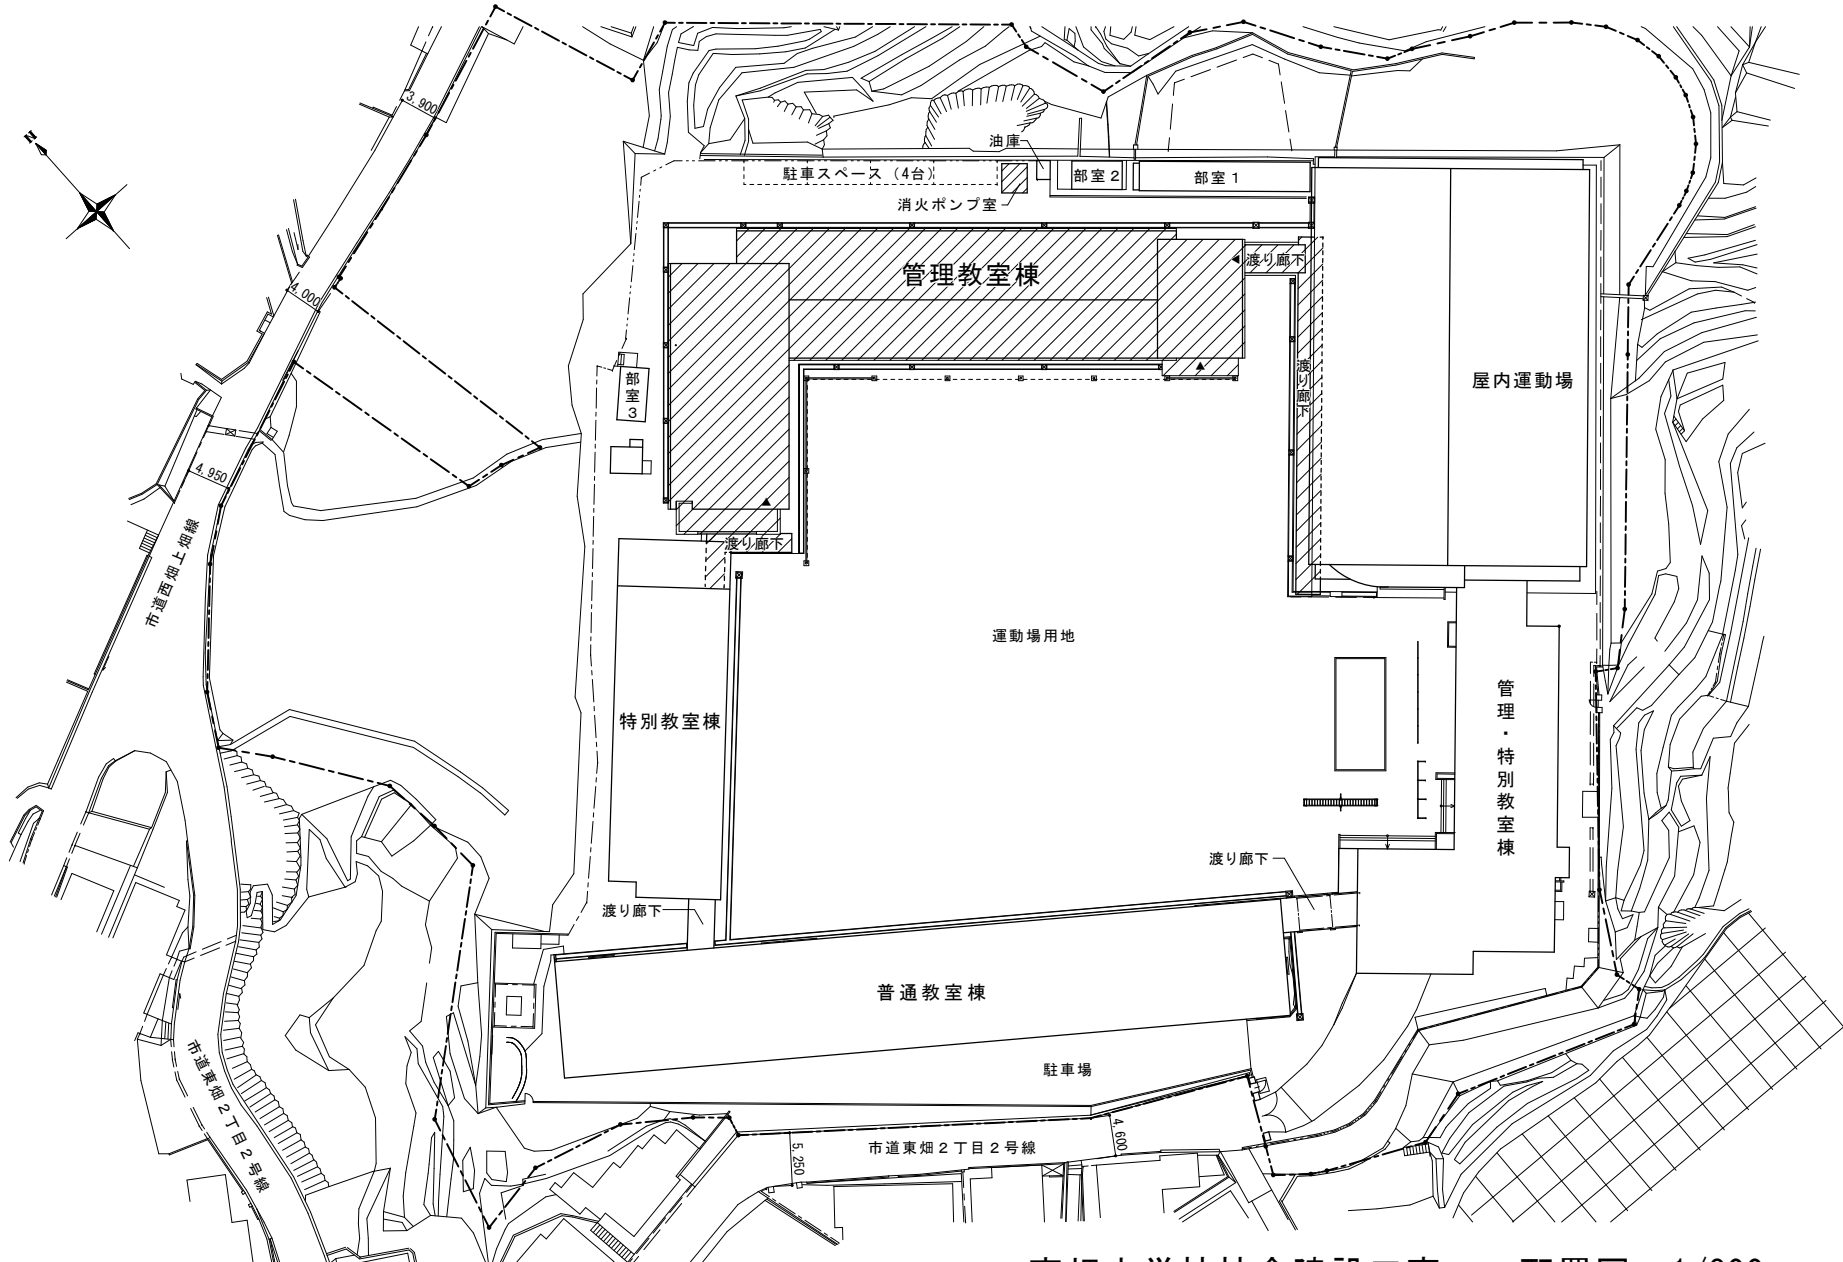 N
3.900
油庫
駐車スペース（4台）
部室２
部室１
消火ポンプ室
管理教室棟
渡り廊下
4.000
渡り廊下
部室３
屋内運動場
4.950
市道西畑上畑線
渡り廊下
運動場用地
特別教室棟
管理・特別教室棟
渡り廊下
渡り廊下
普通教室棟
駐車場
市道東畑２丁目２号線
市道東畑２丁目２号線
5.250
4.600